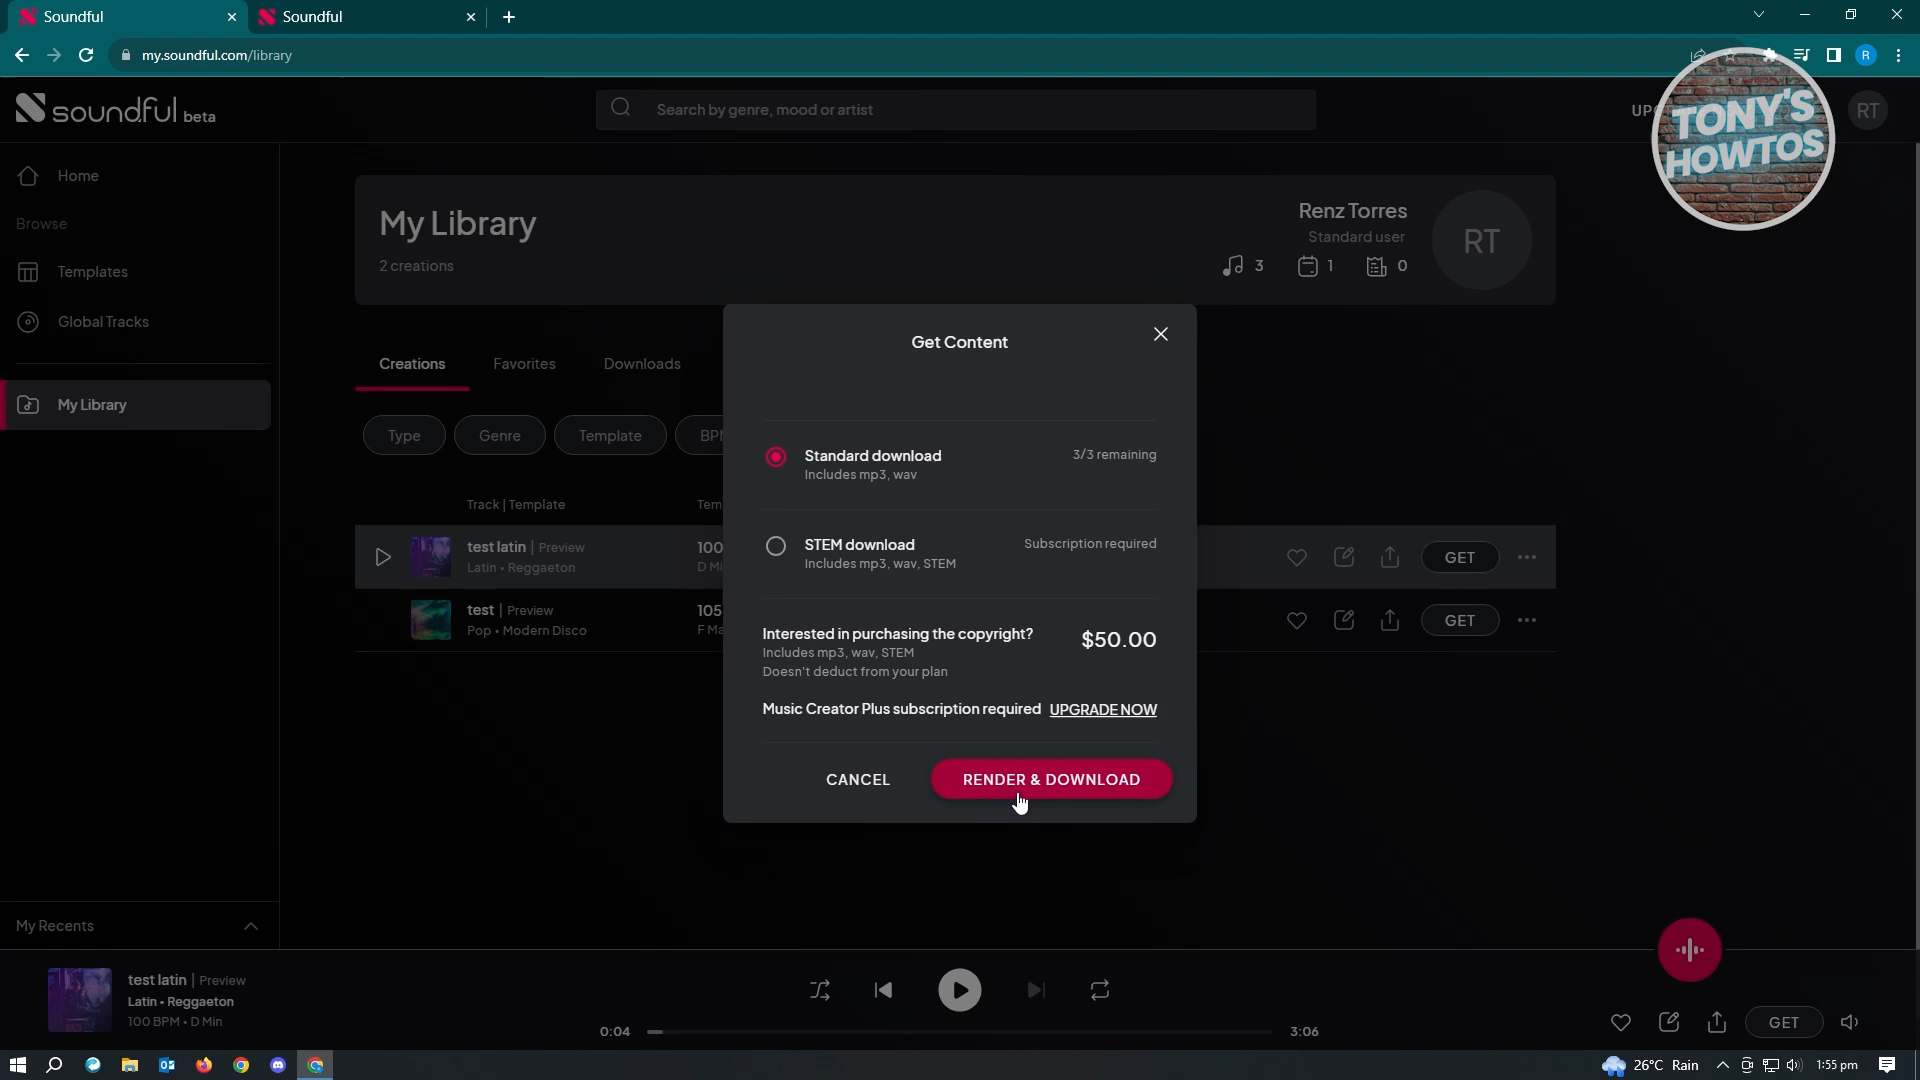 Soundful
Soundful
my.soundful.com/library
R
soundful beta
Search by genre, mood or artist
RT
TONY'S
HOWTOS
Home
Browse
Templates
Global Tracks
My Library
My Library
2 creations
Renz Torres
Standard user
3 1 0
RT
Creations Favorites Downloads
Type Genre Template
Track | Template
test latin | Preview
Latin • Reggaeton
100
GET
test | Preview
Pop • Modern Disco
105
GET
Get Content
Standard download
Includes mp3, wav
3/3 remaining
STEM download
Includes mp3, wav, STEM
Subscription required
Interested in purchasing the copyright?
Includes mp3, wav, STEM
Doesn't deduct from your plan
$50.00
Music Creator Plus subscription required UPGRADE NOW
CANCEL RENDER & DOWNLOAD
My Recents
test latin | Preview
Latin • Reggaeton
100 BPM • D Min
0:04 3:06
GET
26°C Rain
1:55 pm